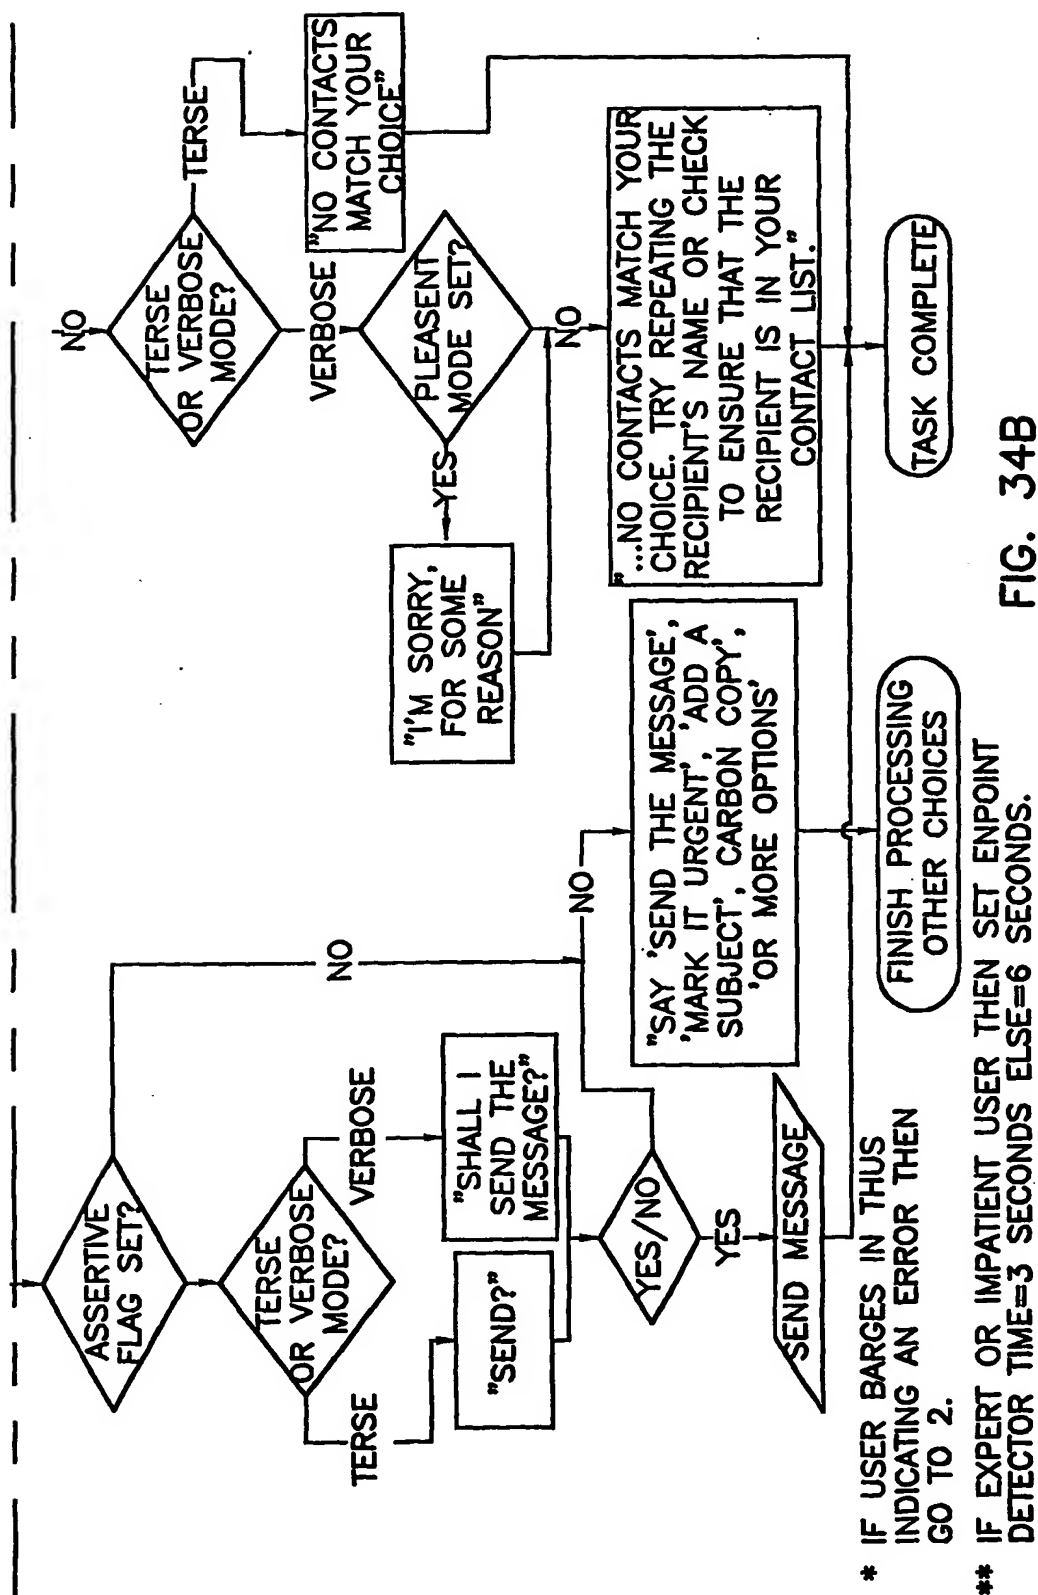 NO
TERSE
OR VERBOSE
MODE?
TERSE
"NO CONTACTS
MATCH YOUR
CHOICE"
VERBOSE
PLEASENT
MODE SET?
YES
"I'M SORRY,
FOR SOME
REASON"
NO
"...NO CONTACTS MATCH YOUR
CHOICE. TRY REPEATING THE
RECIPIENT'S NAME OR CHECK
TO ENSURE THAT THE
RECIPIENT IS IN YOUR
CONTACT LIST."
TASK COMPLETE
ASSERTIVE
FLAG SET?
NO
TERSE
OR VERBOSE
MODE?
TERSE
VERBOSE
"SEND?"
"SHALL I
SEND THE
MESSAGE?"
YES/NO
NO
YES
SEND MESSAGE
"SAY 'SEND THE MESSAGE',
'MARK IT URGENT', 'ADD A
SUBJECT', CARBON COPY',
'OR MORE OPTIONS'
FINISH PROCESSING
OTHER CHOICES
* IF USER BARGES IN THUS
INDICATING AN ERROR THEN
GO TO 2.
** IF EXPERT OR IMPATIENT USER THEN SET ENPOINT
DETECTOR TIME=3 SECONDS ELSE=6 SECONDS.
FIG. 34B